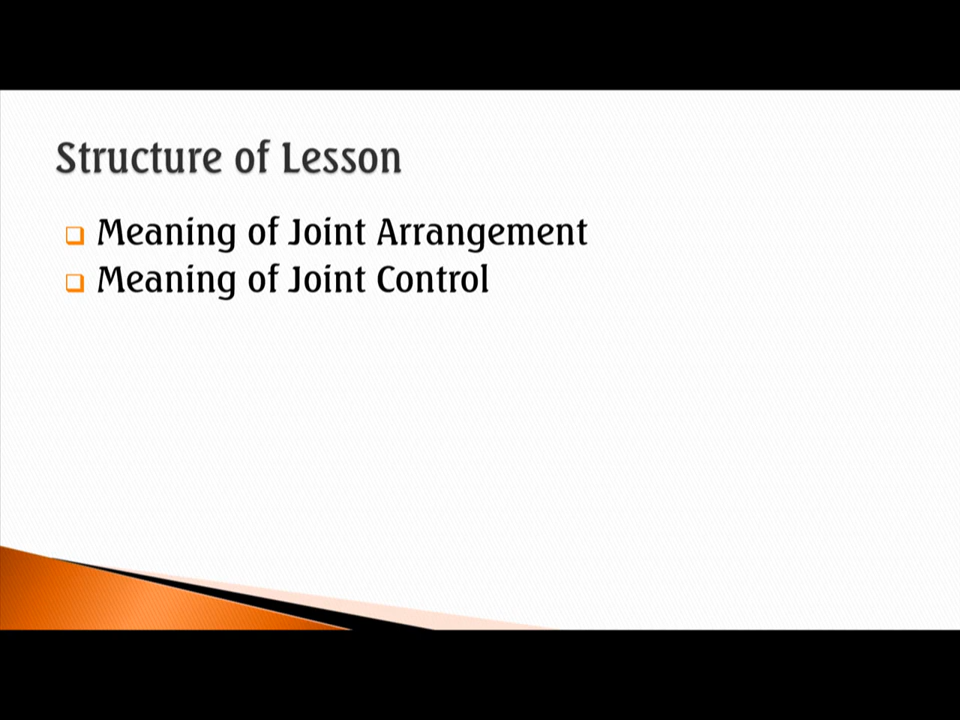 Structure of Lesson
Meaning of Joint Arrangement
Meaning of Joint Control